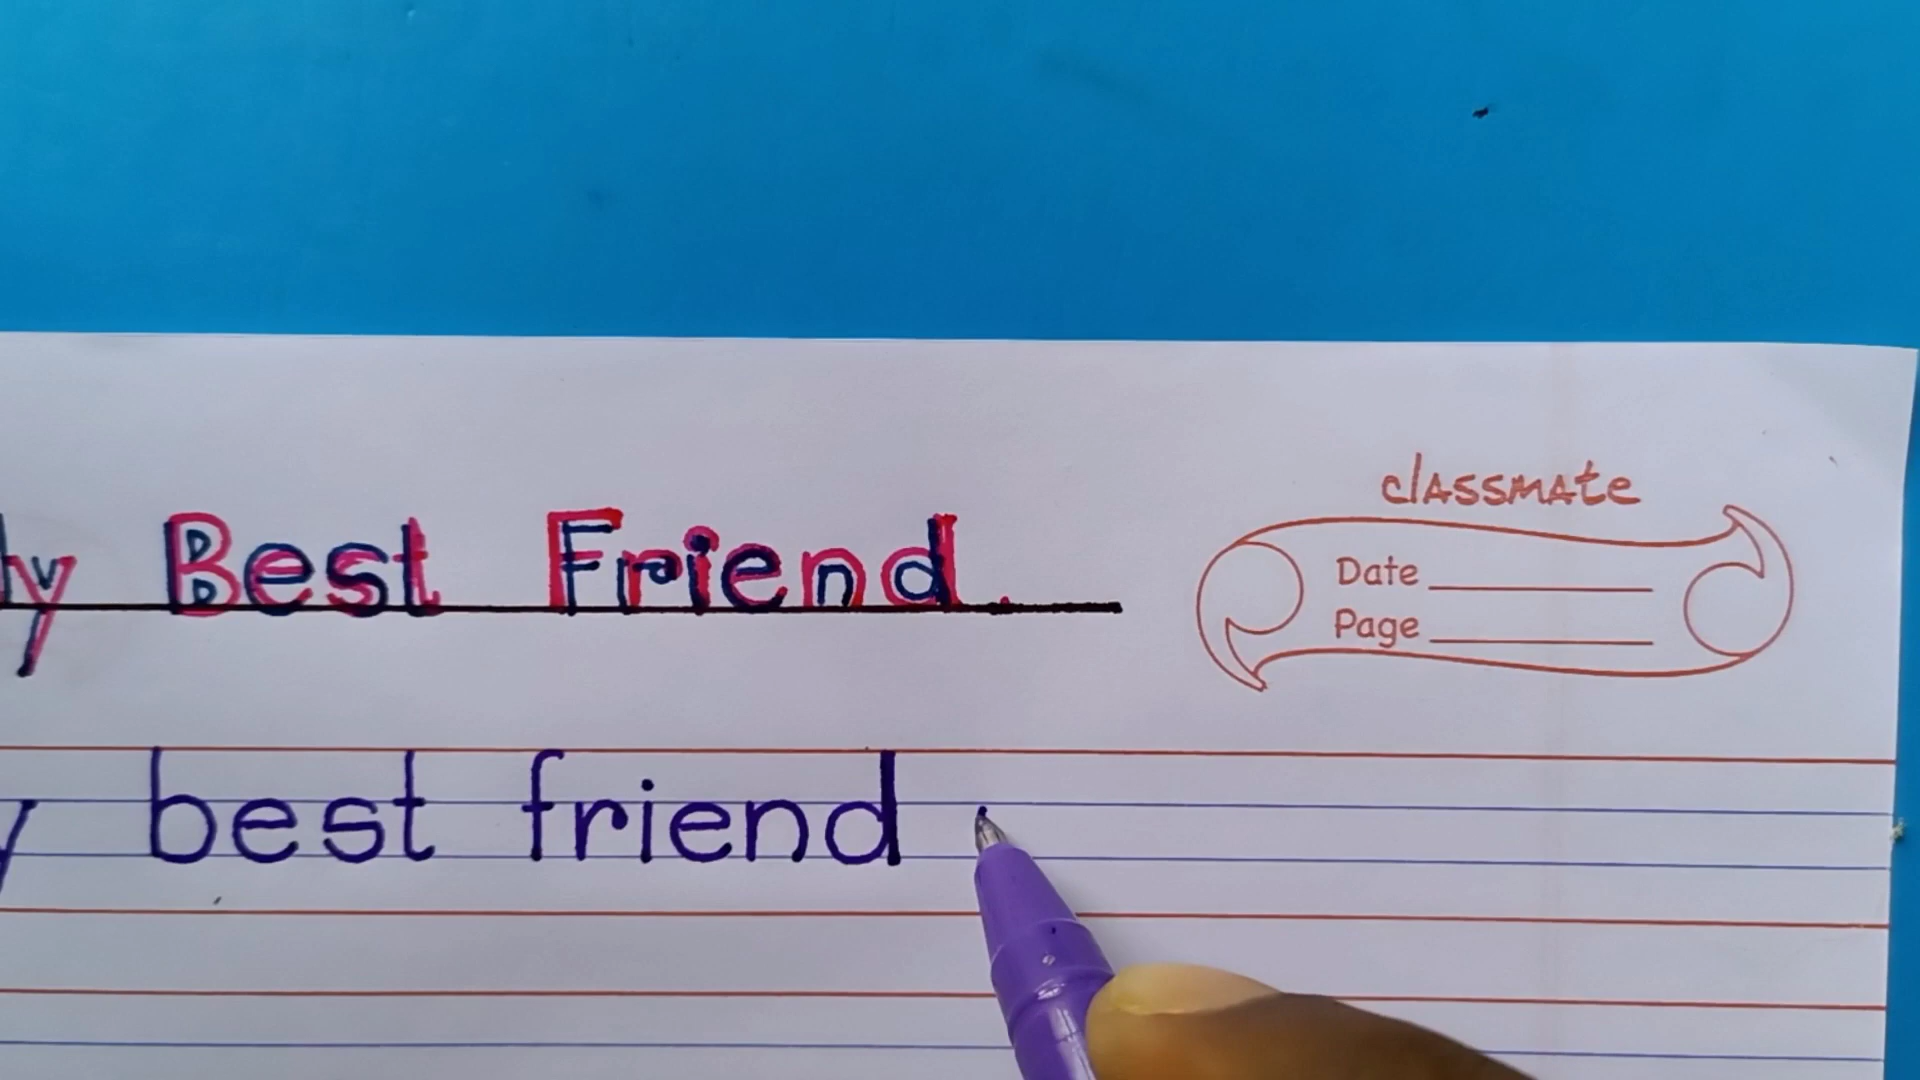 y Best Friend.
classmate
Date
Page
y best friend